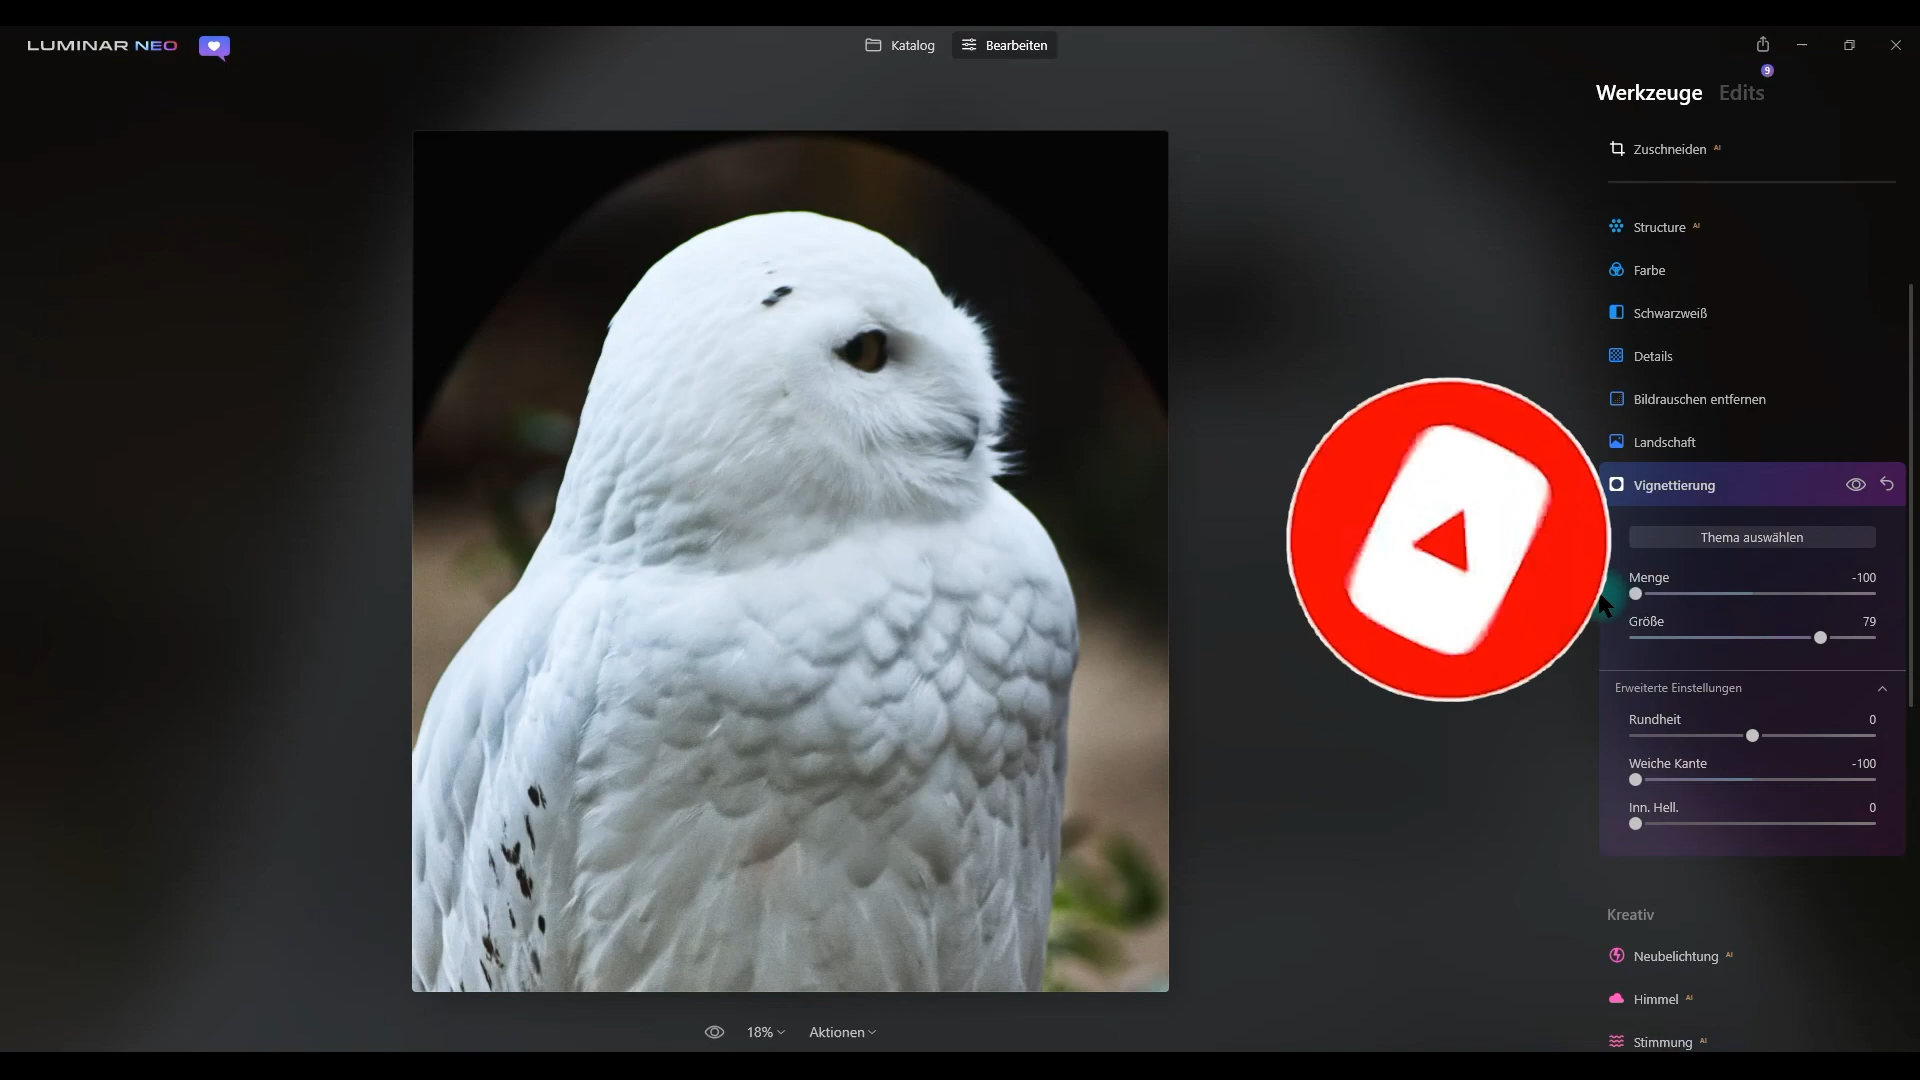 LUMINAR NEO
Katalog
Bearbeiten
9
Werkzeuge Edits
Zuschneiden AI
Structure AI
Farbe
Schwarzweiß
Details
Bildrauschen entfernen
Landschaft
Vignettierung
Thema auswählen
Menge -100
Größe 79
Erweiterte Einstellungen
Rundheit 0
Weiche Kante -100
Inn. Hell. 0
Kreativ
Neubelichtung AI
Himmel AI
Stimmung AI
18%
Aktionen